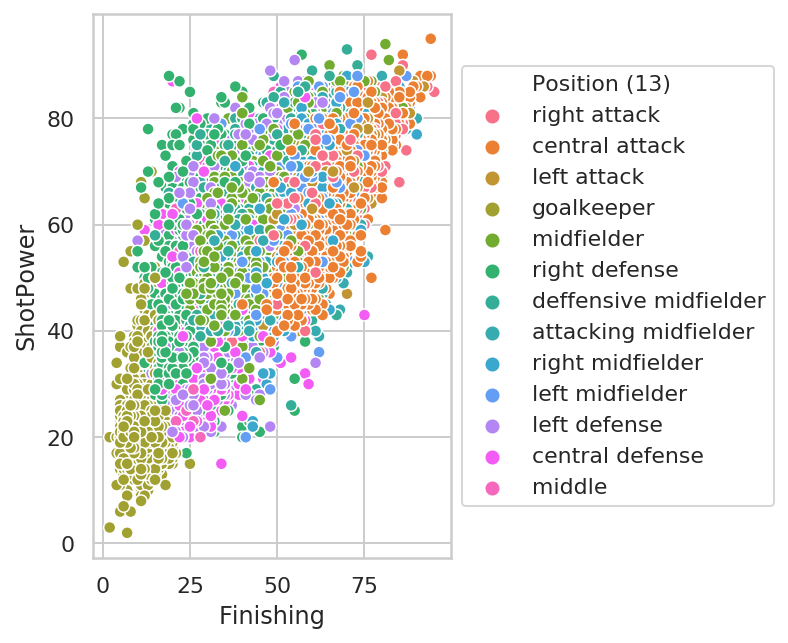 ShotPower
80
60
40
20
0
0 25 50 75
Finishing
Position (13)
right attack
central attack
left attack
goalkeeper
midfielder
right defense
deffensive midfielder
attacking midfielder
right midfielder
left midfielder
left defense
central defense
middle